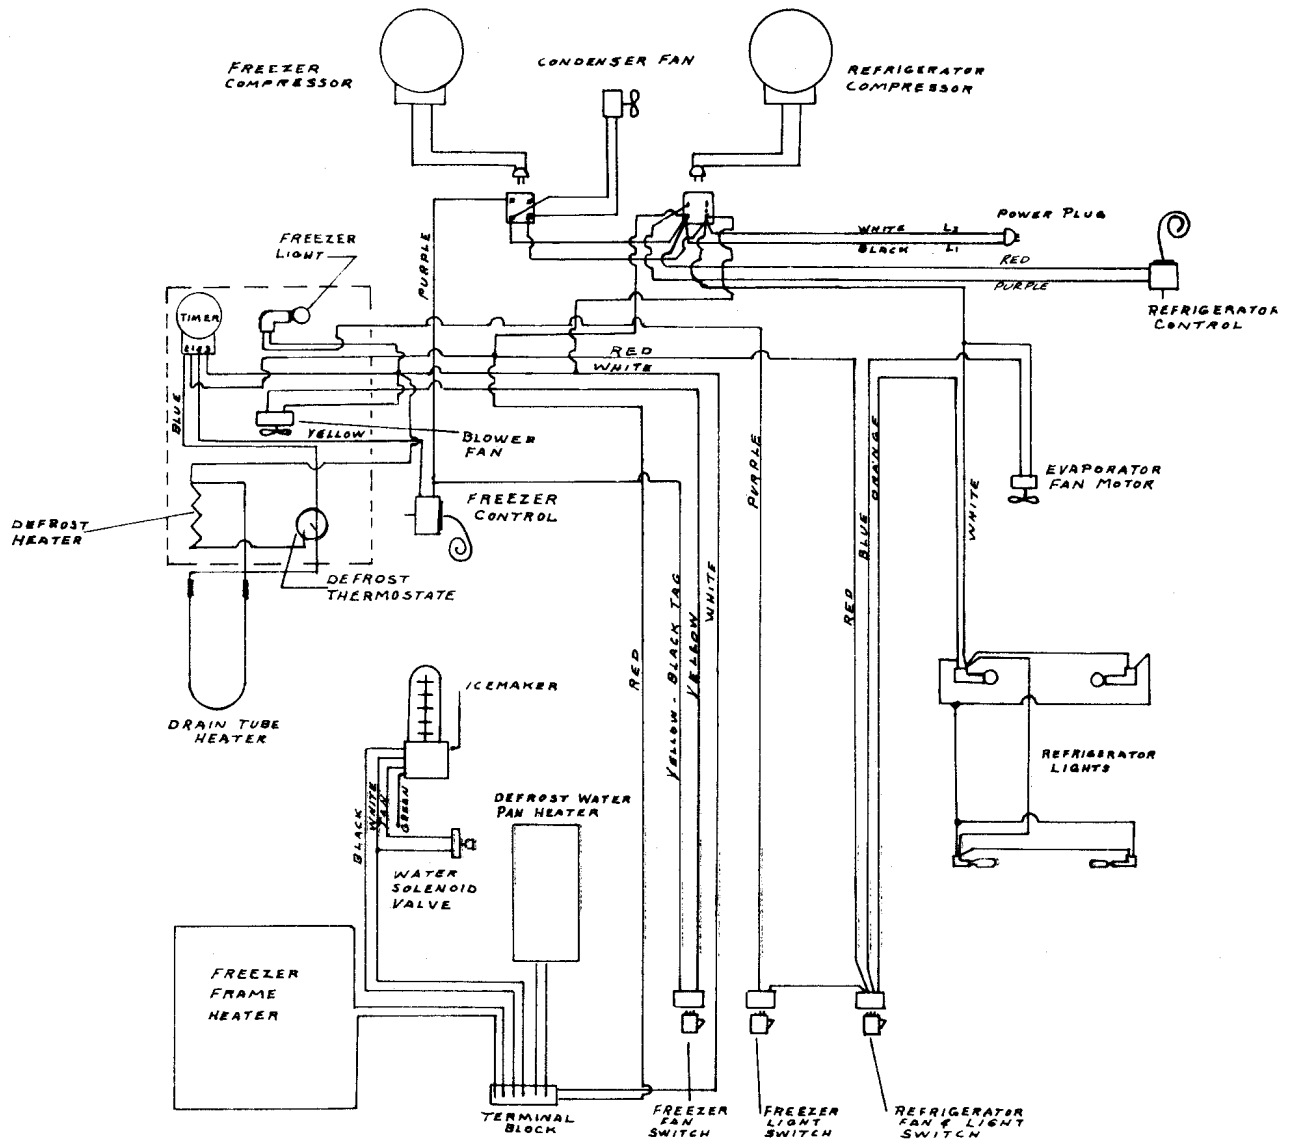 FREEZER
COMPRESSOR
CONDENSER FAN
REFRIGERATOR
COMPRESSOR
POWER PLUG
WHITE L2
BLACK L1
RED
PURPLE
REFRIGERATOR
CONTROL
FREEZER
LIGHT
PURPLE
TIMER
RED
WHITE
BLUE
YELLOW
BLOWER
FAN
FREEZER
CONTROL
DEFROST
HEATER
DEFROST
THERMOSTATE
DRAIN TUBE
HEATER
PURPLE
ORANGE
BLUE
WHITE
EVAPORATOR
FAN MOTOR
RED
WHITE
YELLOW - BLACK TAG
YELLOW
RED
ICEMAKER
BLACK
WHITE
TAN
GREEN
WATER
SOLENOID
VALVE
DEFROST WATER
PAN HEATER
REFRIGERATOR
LIGHTS
FREEZER
FRAME
HEATER
TERMINAL
BLOCK
FREEZER
FAN
SWITCH
FREEZER
LIGHT
SWITCH
REFRIGERATOR
FAN & LIGHT
SWITCH